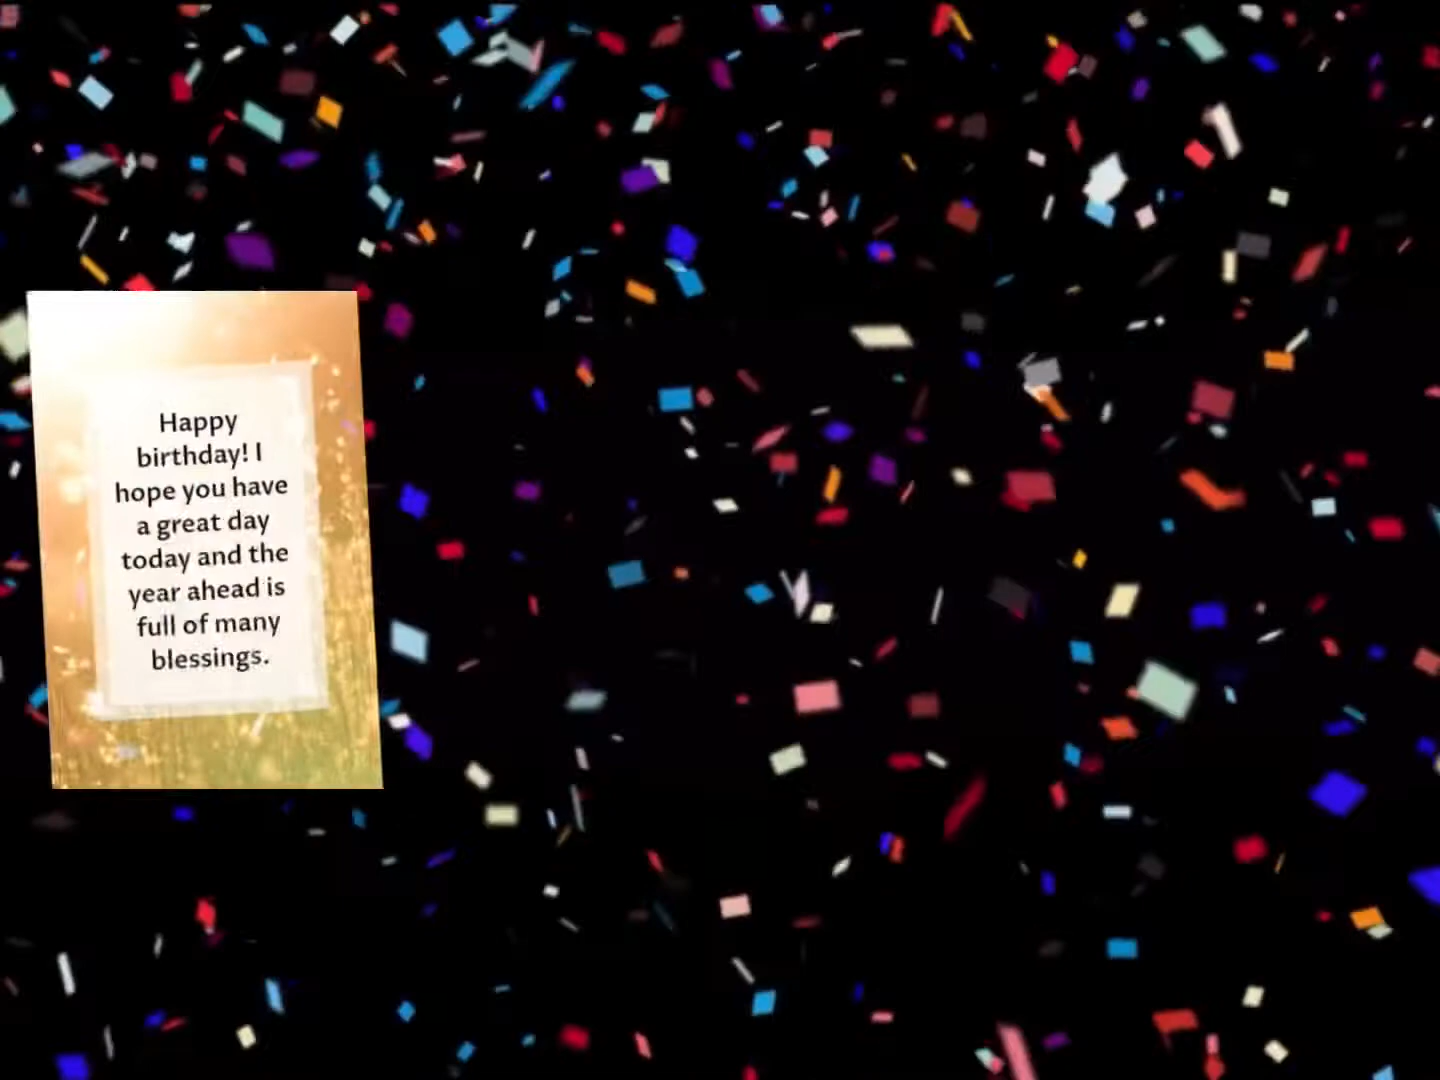 Happy
birthday! I
hope you have
a great day
today and the
year ahead is
full of many
blessings.